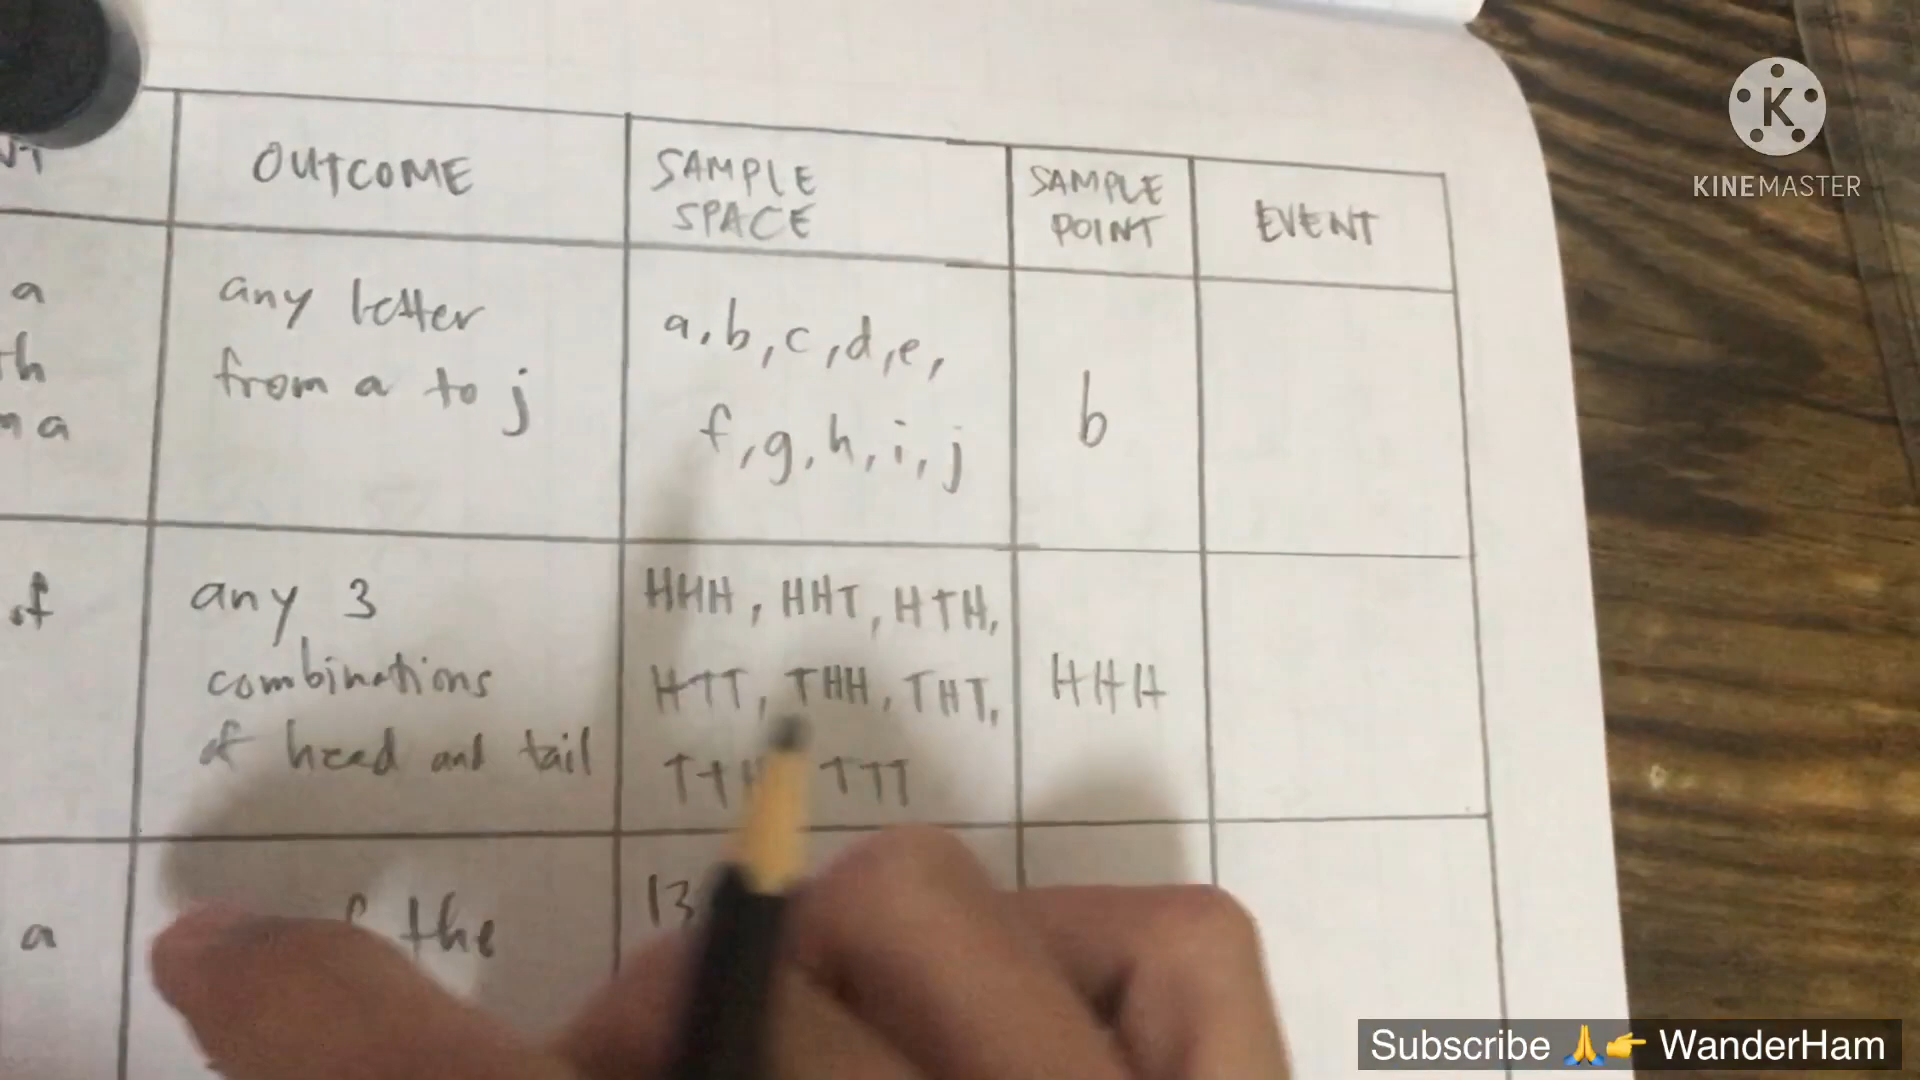 OUTCOME
SAMPLE
SPACE
SAMPLE
POINT
EVENT
a
any letter
from a to j
a, b, c, d, e,
f, g, h, i, j
b
a
of
any 3
combinations
of head and tail
HHH, HHT, HTH,
HTT, THH, THT,
TTT
HHH
a
the
13
K
KINEMASTER
Subscribe 🙏👉 WanderHam